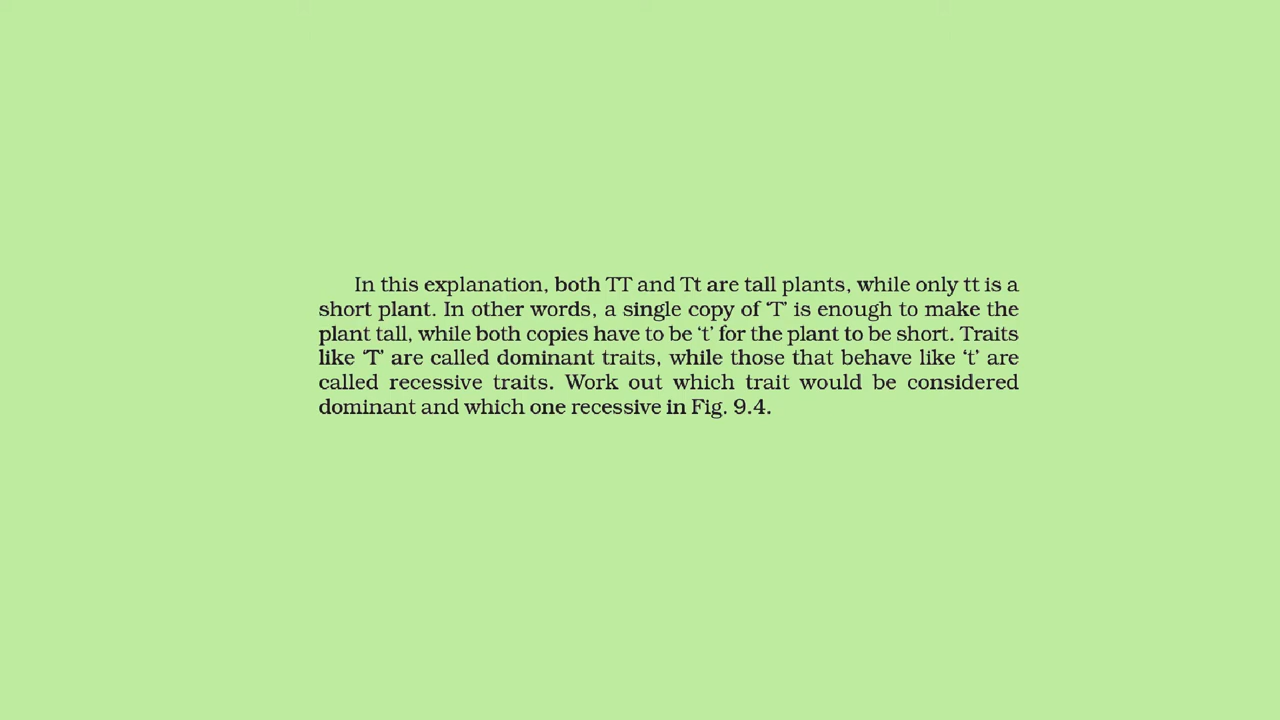 In this explanation, both TT and Tt are tall plants, while only tt is a
short plant. In other words, a single copy of ‘T’ is enough to make the
plant tall, while both copies have to be ‘t’ for the plant to be short. Traits
like ‘T’ are called dominant traits, while those that behave like ‘t’ are
called recessive traits. Work out which trait would be considered
dominant and which one recessive in Fig. 9.4.